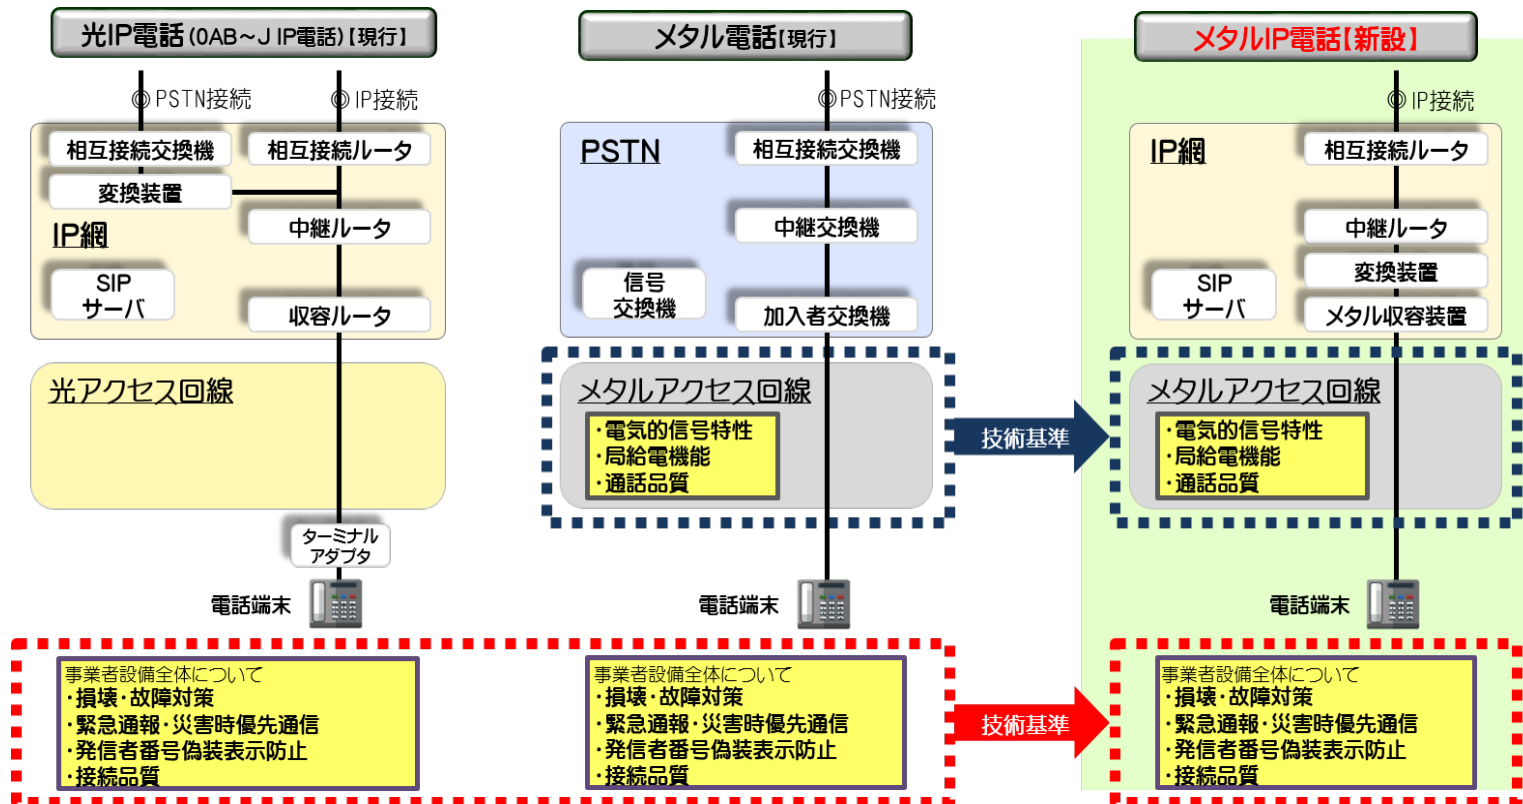 光IP電話(0AB~J IP電話)【現行】
◎PSTN接続
◎IP接続
相互接続交換機
相互接続ルータ
変換装置
IP網
中継ルータ
SIP
サーバ
収容ルータ
光アクセス回線
ターミナル
アダプタ
電話端末
事業者設備全体について
・損壊・故障対策
・緊急通報・災害時優先通信
・発信者番号偽装表示防止
・接続品質
メタル電話【現行】
◎PSTN接続
PSTN
相互接続交換機
中継交換機
信号
交換機
加入者交換機
メタルアクセス回線
・電気的信号特性
・局給電機能
・通話品質
電話端末
事業者設備全体について
・損壊・故障対策
・緊急通報・災害時優先通信
・発信者番号偽装表示防止
・接続品質
技術基準
技術基準
メタルIP電話【新設】
◎IP接続
IP網
相互接続ルータ
中継ルータ
変換装置
SIP
サーバ
メタル収容装置
メタルアクセス回線
・電気的信号特性
・局給電機能
・通話品質
電話端末
事業者設備全体について
・損壊・故障対策
・緊急通報・災害時優先通信
・発信者番号偽装表示防止
・接続品質